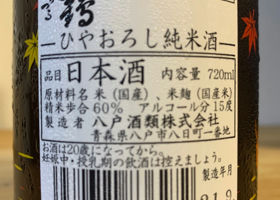 鶴
ひやおろし純米酒
品目 日本酒 内容量 720ml
原材料名 米(国産)、米麹(国産米)
精米歩合60% アルコール分15度
製造者 八戸酒類株式会社
青森県八戸市八日町一番地
お酒は20歳になってから。
妊娠中・授乳期の飲酒は控えましょう。
製造年月
21.9